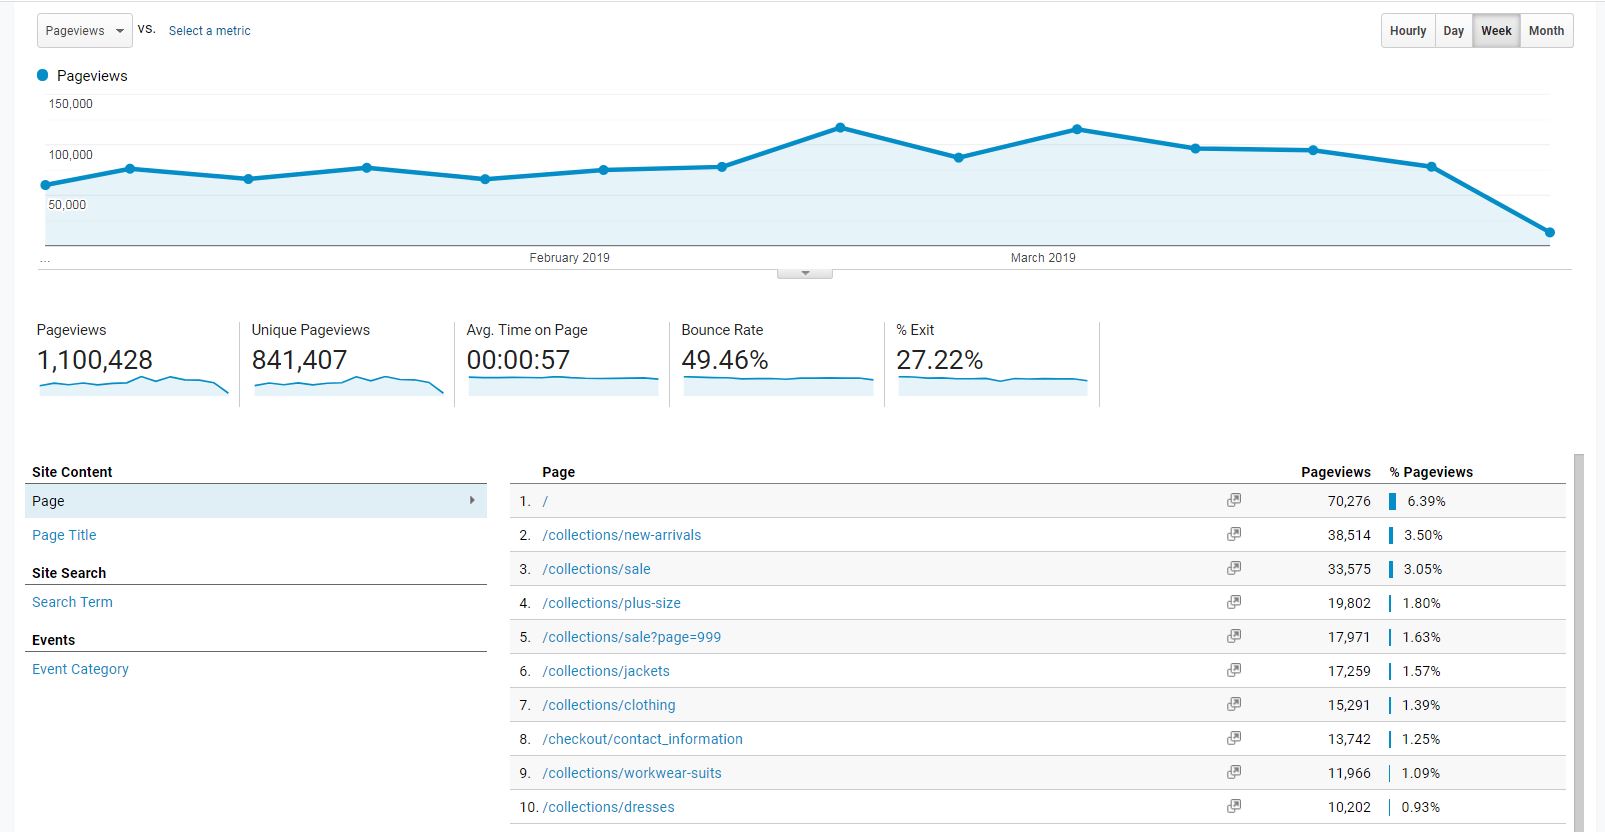 Pageviews vs. Select a metric Hourly Day Week Month
Pageviews
150,000
100,000
50,000
... February 2019 March 2019
Pageviews Unique Pageviews Avg. Time on Page Bounce Rate % Exit
1,100,428 841,407 00:00:57 49.46% 27.22%
Site Content
Page
Page Title
Site Search
Search Term
Events
Event Category
Page Pageviews % Pageviews
1. / 70,276 6.39%
2. /collections/new-arrivals 38,514 3.50%
3. /collections/sale 33,575 3.05%
4. /collections/plus-size 19,802 1.80%
5. /collections/sale?page=999 17,971 1.63%
6. /collections/jackets 17,259 1.57%
7. /collections/clothing 15,291 1.39%
8. /checkout/contact_information 13,742 1.25%
9. /collections/workwear-suits 11,966 1.09%
10. /collections/dresses 10,202 0.93%